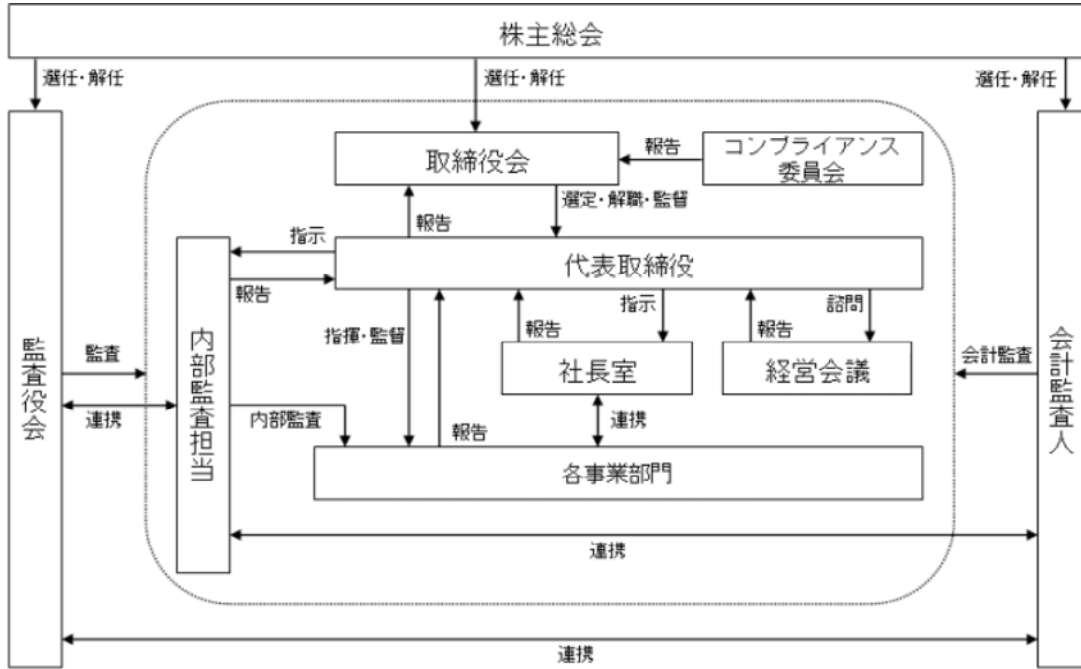 株主総会
選任・解任
選任・解任
選任・解任
取締役会
報告
コンプライアンス
委員会
選定・解職・監督
報告
指示
代表取締役
報告
指揮・監督
報告
指示
報告
諮問
社長室
経営会議
監査役会
監査
連携
内部監査担当
内部監査
報告
連携
会計監査
会計監査人
各事業部門
連携
連携